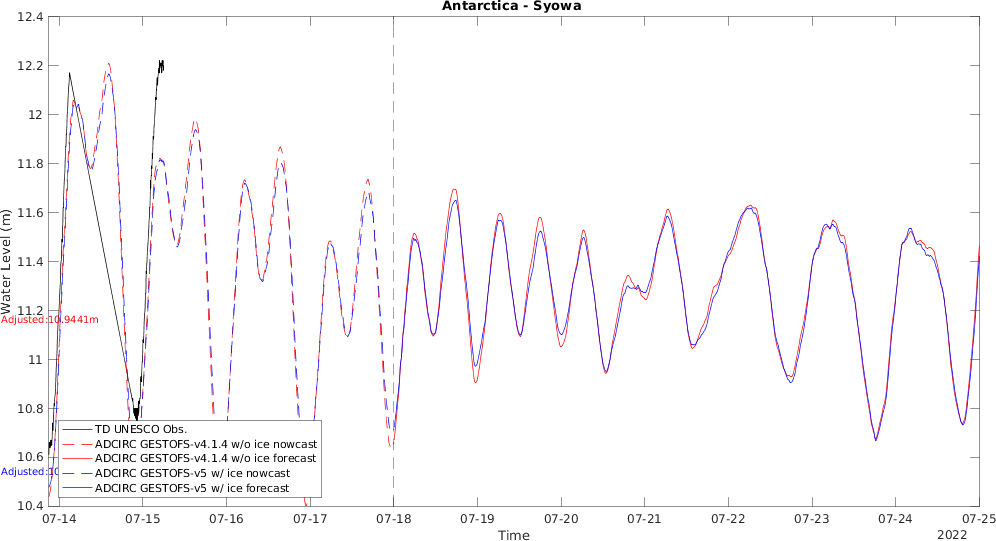 Antarctica - Syowa
Water Level (m)
12.4
12.2
12
11.8
11.6
11.4
11.2
11
10.8
10.6
10.4
Adjusted:10.9441m
Adjusted:10
TD UNESCO Obs.
ADCIRC GESTOFS-v4.1.4 w/o ice nowcast
ADCIRC GESTOFS-v4.1.4 w/o ice forecast
ADCIRC GESTOFS-v5 w/ ice nowcast
ADCIRC GESTOFS-v5 w/ ice forecast
07-14 07-15 07-16 07-17 07-18 07-19 07-20 07-21 07-22 07-23 07-24 07-25
Time
2022